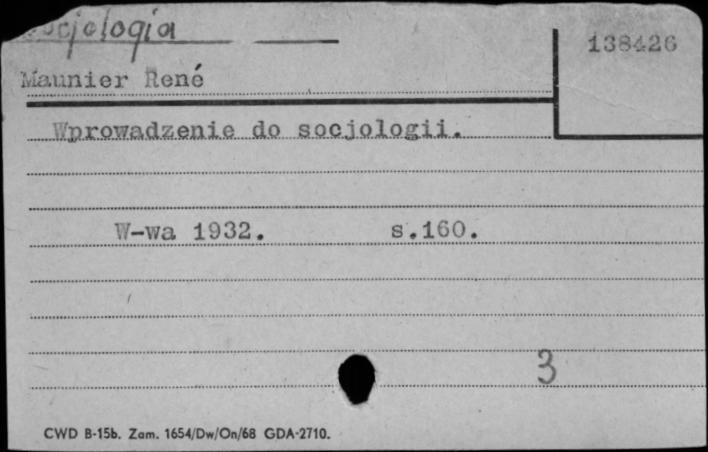 Socjologia
138426
Maunier René
Wprowadzenie do socjologii.
W-wa 1932. s.160.
3
CWD B-15b. Zam. 1654/Dw/On/68 GDA-2710.